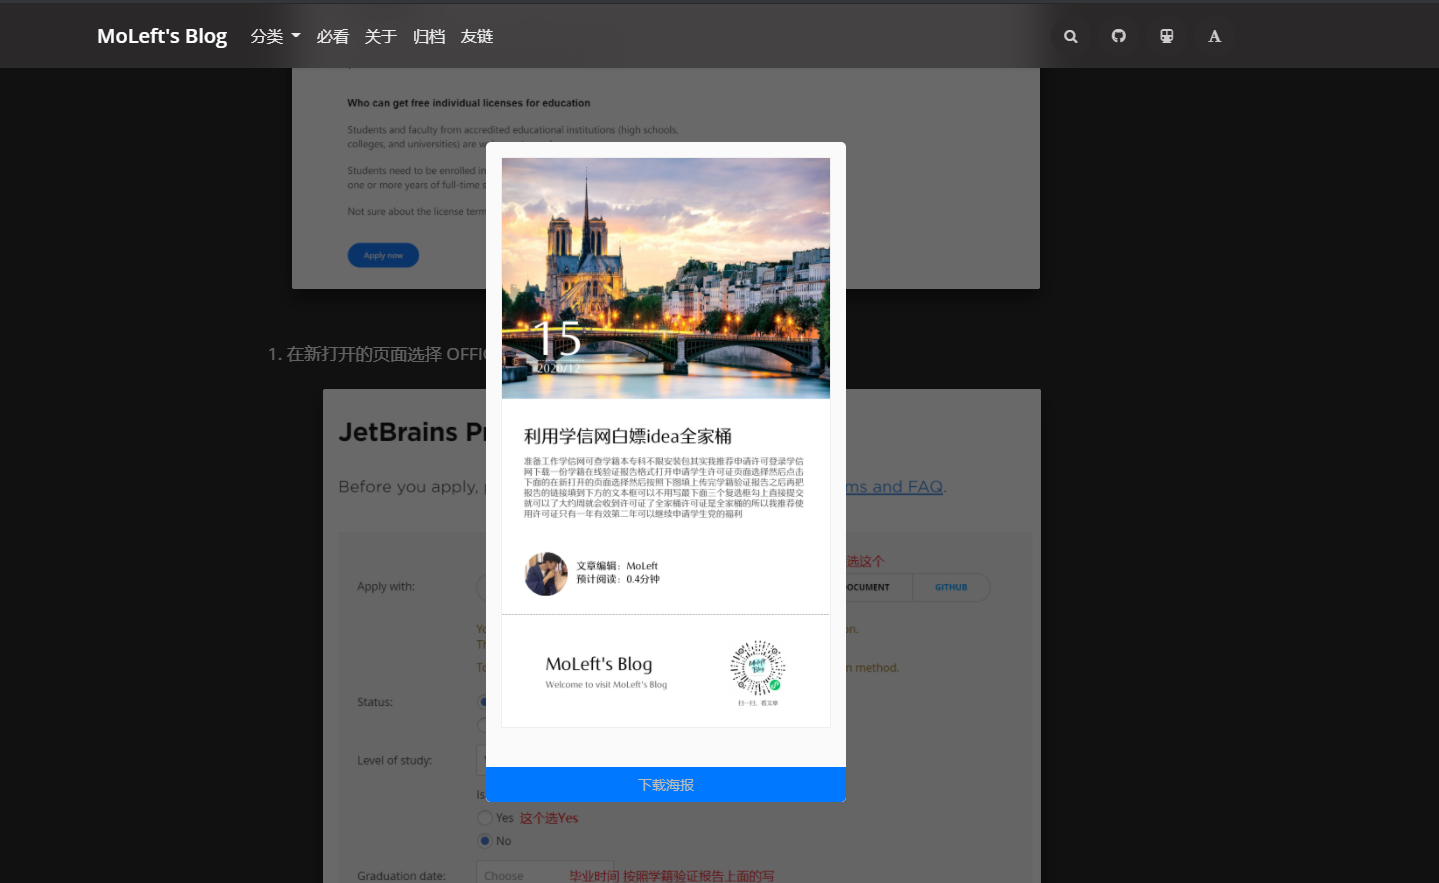 MoLeft's Blog 分类 必看 关于 归档 友链
Who can get free individual licenses for education
Students and faculty from accredited educational institutions (high schools,
colleges, and universities) are w
Students need to be enrolled in
one or more years of full-time s
Not sure about the license term
Apply now
1. 在新打开的页面选择 OFFIC
JetBrains Pr
Before you apply, p
ms and FAQ.
选这个
Apply with:
OCUMENT
GITHUB
Yo
on.
Th
To
n method.
Status:
Level of study:
Is
Yes 这个选Yes
No
Graduation date:
Choose
毕业时间 按照学籍验证报告上面的写
15
2020/12
利用学信网白嫖idea全家桶
准备工作学信网可查学籍本专科不限安装包其实我推荐申请许可登录学信
网下载一份学籍在线验证报告格式打开申请学生许可证页面选择然后点击
下面的在新打开的页面选择然后按照下图填上传完学籍验证报告之后再把
报告的链接填到下方的文本框可以不用写最下面三个复选框勾上直接提交
就可以了大约周就会收到许可证了全家桶许可证是全家桶的所以我推荐使
用许可证只有一年有效第二年可以继续申请学生党的福利
文章编辑：MoLeft
预计阅读：0.4分钟
MoLeft's Blog
Welcome to visit MoLeft's Blog
MoLeft
Blog
扫一扫，看文章
下载海报